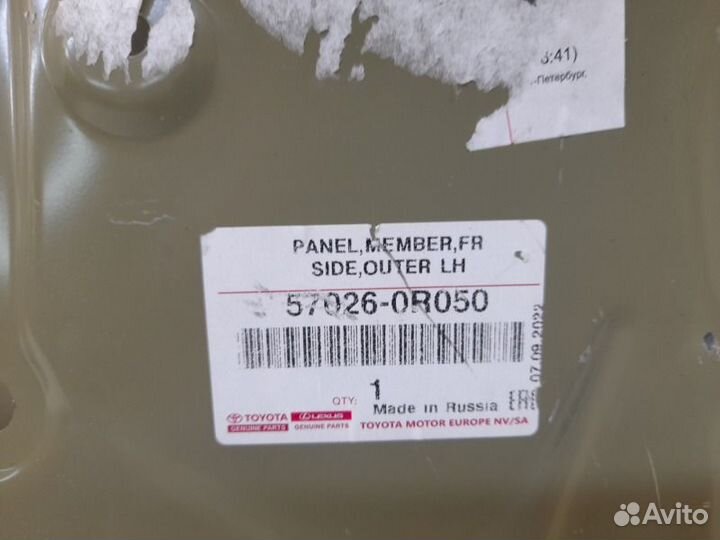 :41)
-Петербург,
PANEL,MEMBER,FR
SIDE,OUTER LH
57026-0R050
07.09.2022
QTY: 1
Made in Russia EAC
TOYOTA LEXUS
GENUINE PARTS GENUINE PARTS TOYOTA MOTOR EUROPE NV/SA
Avito